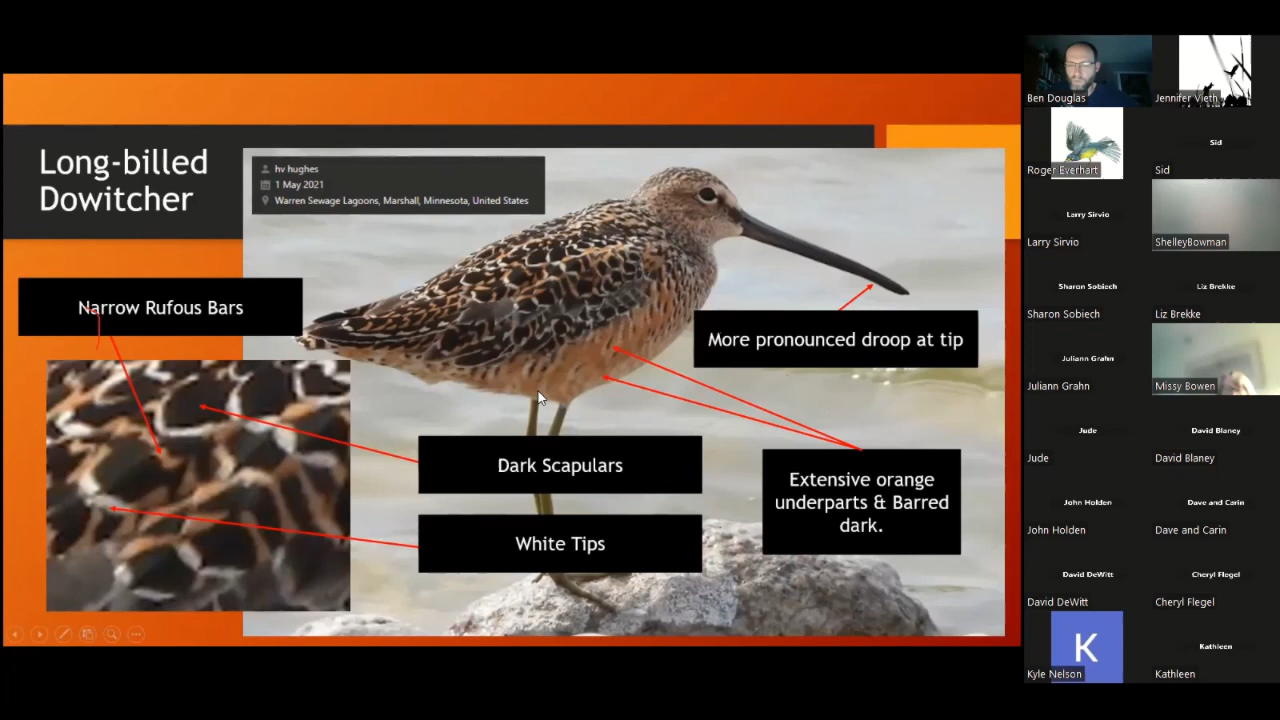 Long-billed
Dowitcher
hv hughes
1 May 2021
Warren Sewage Lagoons, Marshall, Minnesota, United States
Narrow Rufous Bars
More pronounced droop at tip
Dark Scapulars
White Tips
Extensive orange
underparts & Barred
dark.
Ben Douglas
Jennifer Vieth
Roger Everhart
Sid
Sid
Larry Sirvio
Larry Sirvio
ShelleyBowman
Sharon Sobiech
Sharon Sobiech
Liz Brekke
Liz Brekke
Juliann Grahn
Juliann Grahn
Missy Bowen
Jude
Jude
David Blaney
David Blaney
John Holden
John Holden
Dave and Carin
Dave and Carin
David DeWitt
David DeWitt
Cheryl Flegel
Cheryl Flegel
K
Kyle Nelson
Kathleen
Kathleen